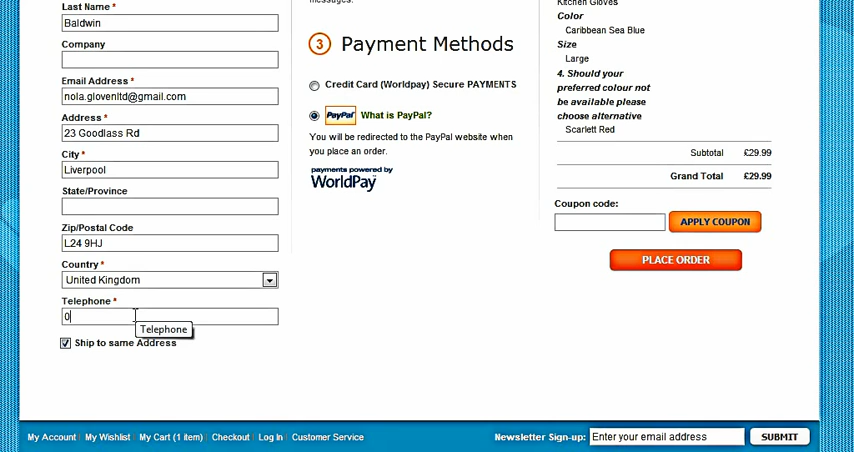 messages.
Last Name *
Baldwin
Company
Email Address *
nola.glovenltd@gmail.com
Address *
23 Goodlass Rd
City *
Liverpool
State/Province
Zip/Postal Code
L24 9HJ
Country *
United Kingdom
Telephone *
0
Telephone
Ship to same Address
3 Payment Methods
Credit Card (Worldpay) Secure PAYMENTS
PayPal What is PayPal?
You will be redirected to the PayPal website when
you place an order.
payments powered by
WorldPay
Kitchen Gloves
Color
Caribbean Sea Blue
Size
Large
4. Should your
preferred colour not
be available please
choose alternative
Scarlett Red
Subtotal £29.99
Grand Total £29.99
Coupon code:
APPLY COUPON
PLACE ORDER
My Account My Wishlist My Cart (1 item) Checkout Log In Customer Service
Newsletter Sign-up: Enter your email address SUBMIT